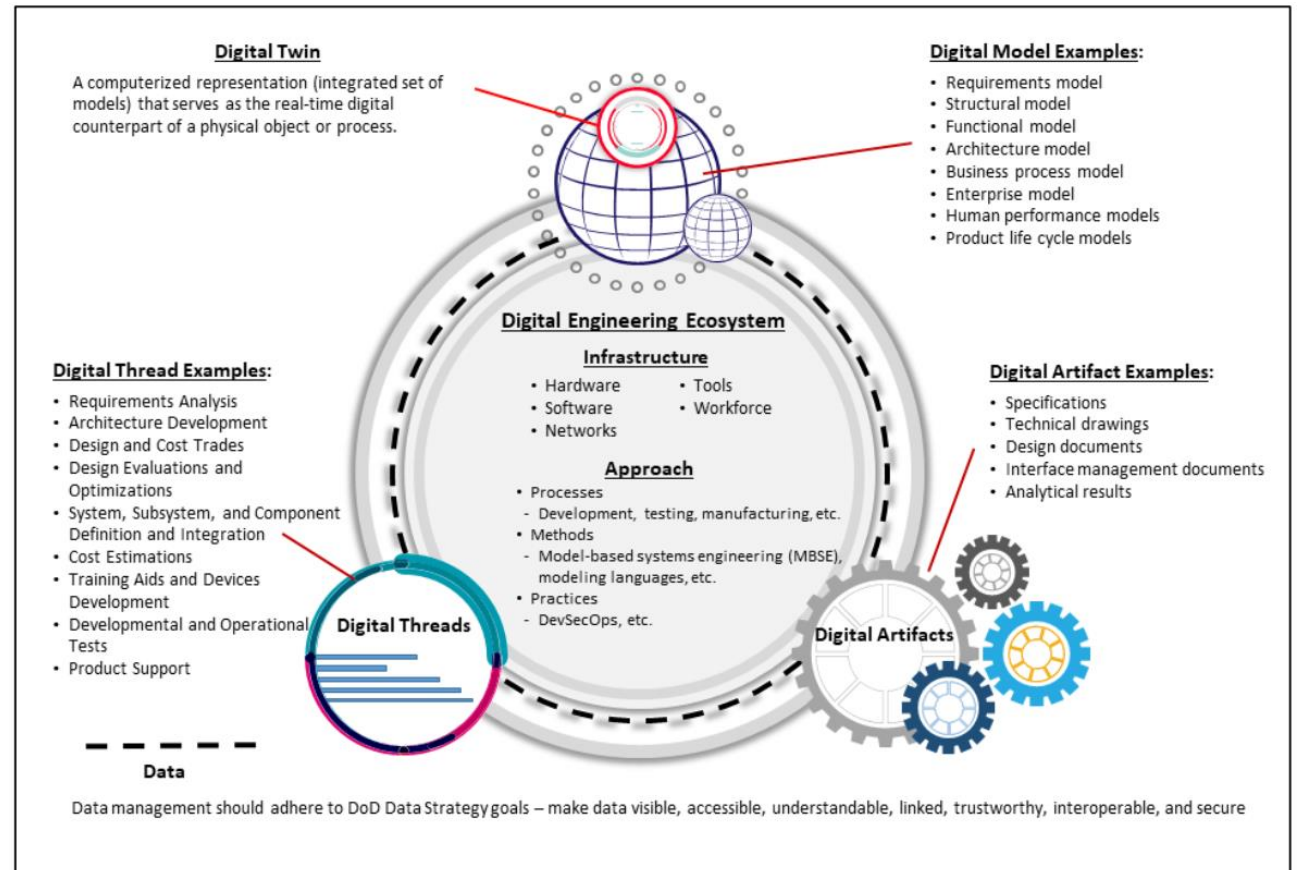 Digital Twin
A computerized representation (integrated set of
models) that serves as the real-time digital
counterpart of a physical object or process.
Digital Model Examples:
• Requirements model
• Structural model
• Functional model
• Architecture model
• Business process model
• Enterprise model
• Human performance models
• Product life cycle models
Digital Engineering Ecosystem
Infrastructure
• Hardware
• Software
• Networks
• Tools
• Workforce
Approach
• Processes
- Development, testing, manufacturing, etc.
• Methods
- Model-based systems engineering (MBSE),
modeling languages, etc.
• Practices
- DevSecOps, etc.
Digital Thread Examples:
• Requirements Analysis
• Architecture Development
• Design and Cost Trades
• Design Evaluations and
Optimizations
• System, Subsystem, and Component
Definition and Integration
• Cost Estimations
• Training Aids and Devices
Development
• Developmental and Operational
Tests
• Product Support
Digital Artifact Examples:
• Specifications
• Technical drawings
• Design documents
• Interface management documents
• Analytical results
Digital Threads
Digital Artifacts
Data
Data management should adhere to DoD Data Strategy goals – make data visible, accessible, understandable, linked, trustworthy, interoperable, and secure